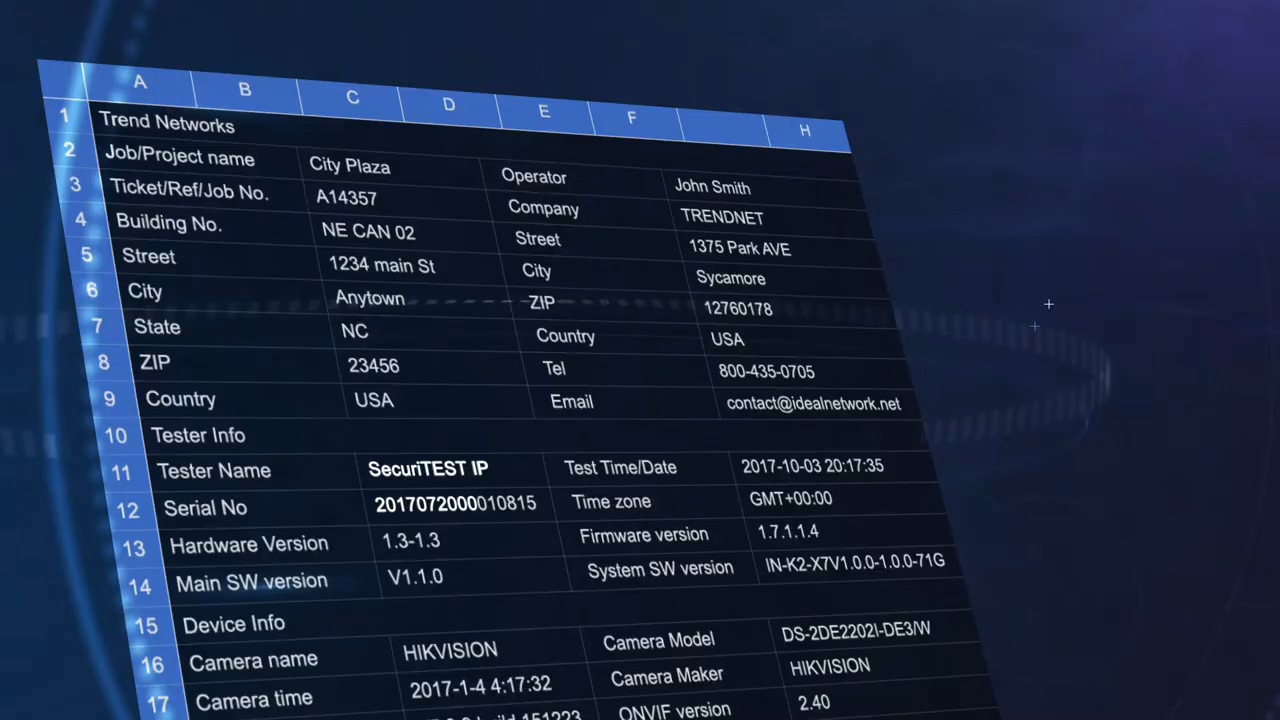 A B C D E F H
1 Trend Networks
2 Job/Project name City Plaza Operator John Smith
3 Ticket/Ref/Job No. A14357 Company TRENDNET
4 Building No. NE CAN 02 Street 1375 Park AVE
5 Street 1234 main St City Sycamore
6 City Anytown ZIP 12760178
7 State NC Country USA
8 ZIP 23456 Tel 800-435-0705
9 Country USA Email contact@idealnetwork.net
10 Tester Info
11 Tester Name SecuriTEST IP Test Time/Date 2017-10-03 20:17:35
12 Serial No 2017072000010815 Time zone GMT+00:00
13 Hardware Version 1.3-1.3 Firmware version 1.7.1.1.4
14 Main SW version V1.1.0 System SW version IN-K2-X7V1.0.0-1.0.0-71G
15 Device Info
16 Camera name HIKVISION Camera Model DS-2DE2202I-DE3/W
17 Camera time 2017-1-4 4:17:32 Camera Maker HIKVISION
build 151223 ONVIF version 2.40